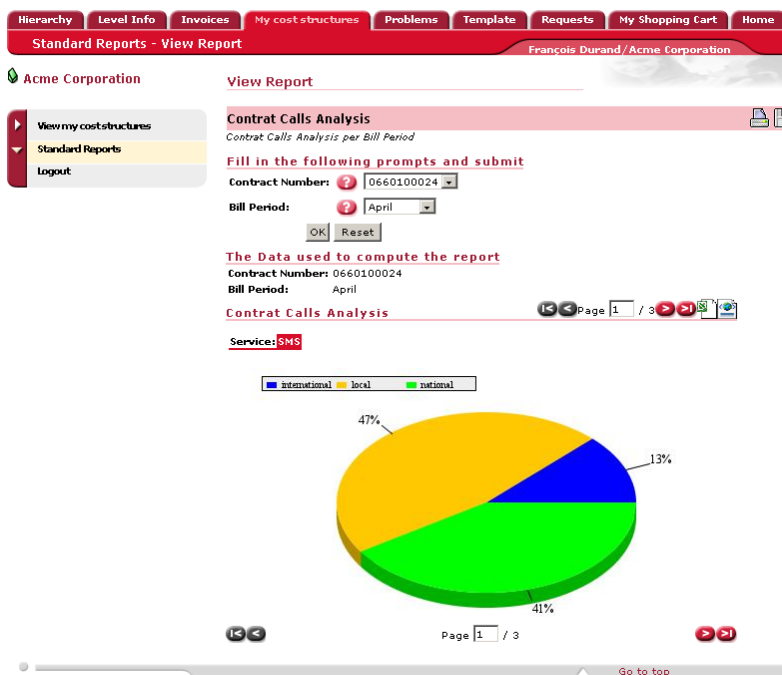 Hierarchy Level Info Invoices My cost structures Problems Template Requests My Shopping Cart Home
Standard Reports - View Report
François Durand/Acme Corporation
Acme Corporation
View Report
View my cost structures
Standard Reports
Logout
Contrat Calls Analysis
Contrat Calls Analysis per Bill Period
Fill in the following prompts and submit
Contract Number: ? 0660100024
Bill Period: ? April
OK Reset
The Data used to compute the report
Contract Number: 0660100024
Bill Period: April
Contrat Calls Analysis
Page 1 / 3
Service: SMS
international local national
47%
13%
41%
Page 1 / 3
Go to top